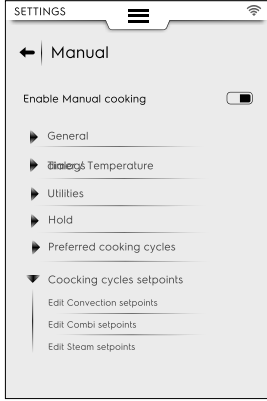 SETTINGS
Manual
Enable Manual cooking
General
Temperature
Utilities
Hold
Preferred cooking cycles
Coocking cycles setpoints
Edit Convection setpoints
Edit Combi setpoints
Edit Steam setpoints